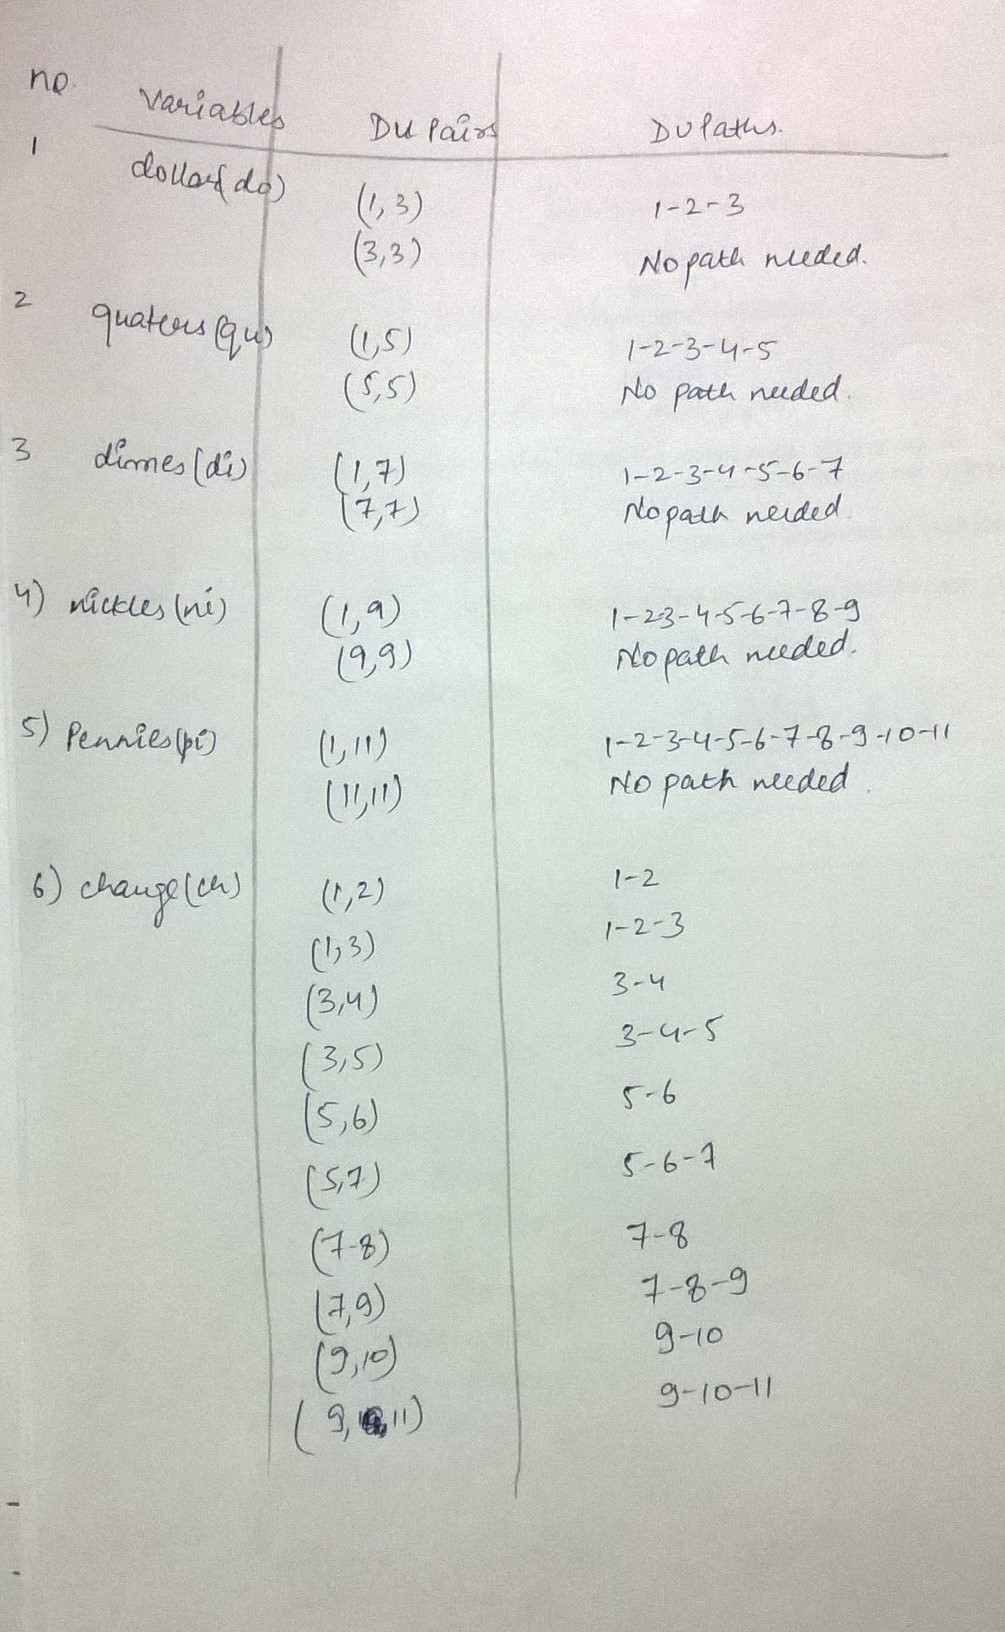 no. Variables DU Pairs DU Paths.
1 dollar(do) (1,3) 1-2-3
(3,3) No path needed.
2 quaters(qu) (1,5) 1-2-3-4-5
(5,5) No path needed.
3 dimes(di) (1,7) 1-2-3-4-5-6-7
(7,7) No path needed.
4) nickles(ni) (1,9) 1-23-4-5-6-7-8-9
(9,9) No path needed.
5) Pennies(pi) (1,11) 1-2-3-4-5-6-7-8-9-10-11
(11,11) No path needed.
6) change(ch) (1,2) 1-2
(1,3) 1-2-3
(3,4) 3-4
(3,5) 3-4-5
(5,6) 5-6
(5,7) 5-6-7
(7-8) 7-8
(7,9) 7-8-9
(9,10) 9-10
(9,11) 9-10-11